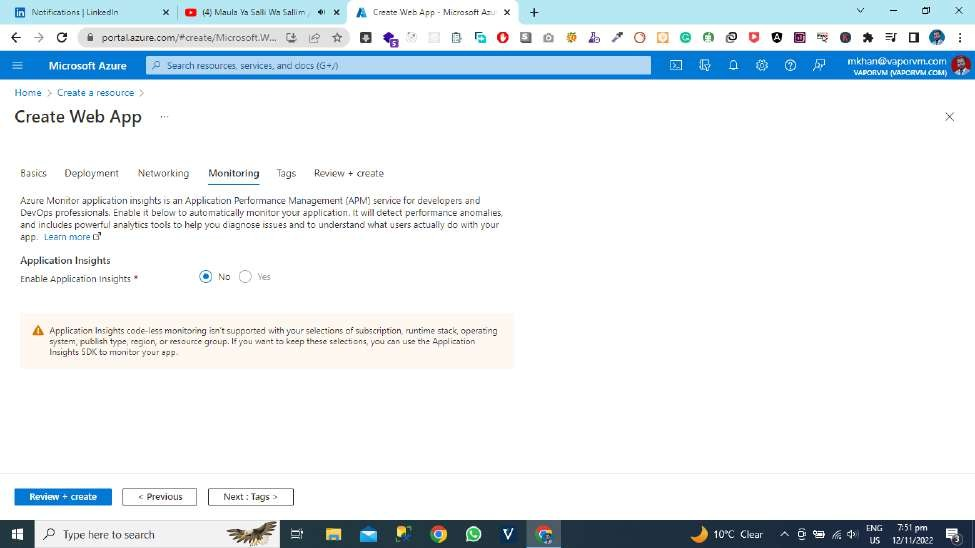 Notifications | LinkedIn
(4) Maula Ya Salli Wa Sallim
Create Web App - Microsoft Azu
portal.azure.com/#create/Microsoft.W...
Microsoft Azure
Search resources, services, and docs (G+/)
mkhan@vaporvm.com
VAPORVM (VAPORVM.COM)
Home > Create a resource >
Create Web App ...
Basics Deployment Networking Monitoring Tags Review + create
Azure Monitor application insights is an Application Performance Management (APM) service for developers and
DevOps professionals. Enable it below to automatically monitor your application. It will detect performance anomalies,
and includes powerful analytics tools to help you diagnose issues and to understand what users actually do with your
app. Learn more
Application Insights
Enable Application Insights * No Yes
Application Insights code-less monitoring isn't supported with your selections of subscription, runtime stack, operating
system, publish type, region, or resource group. If you want to keep these selections, you can use the Application
Insights SDK to monitor your app.
Review + create < Previous Next : Tags >
Type here to search
10°C Clear
ENG
US
7:51 pm
12/11/2022
3